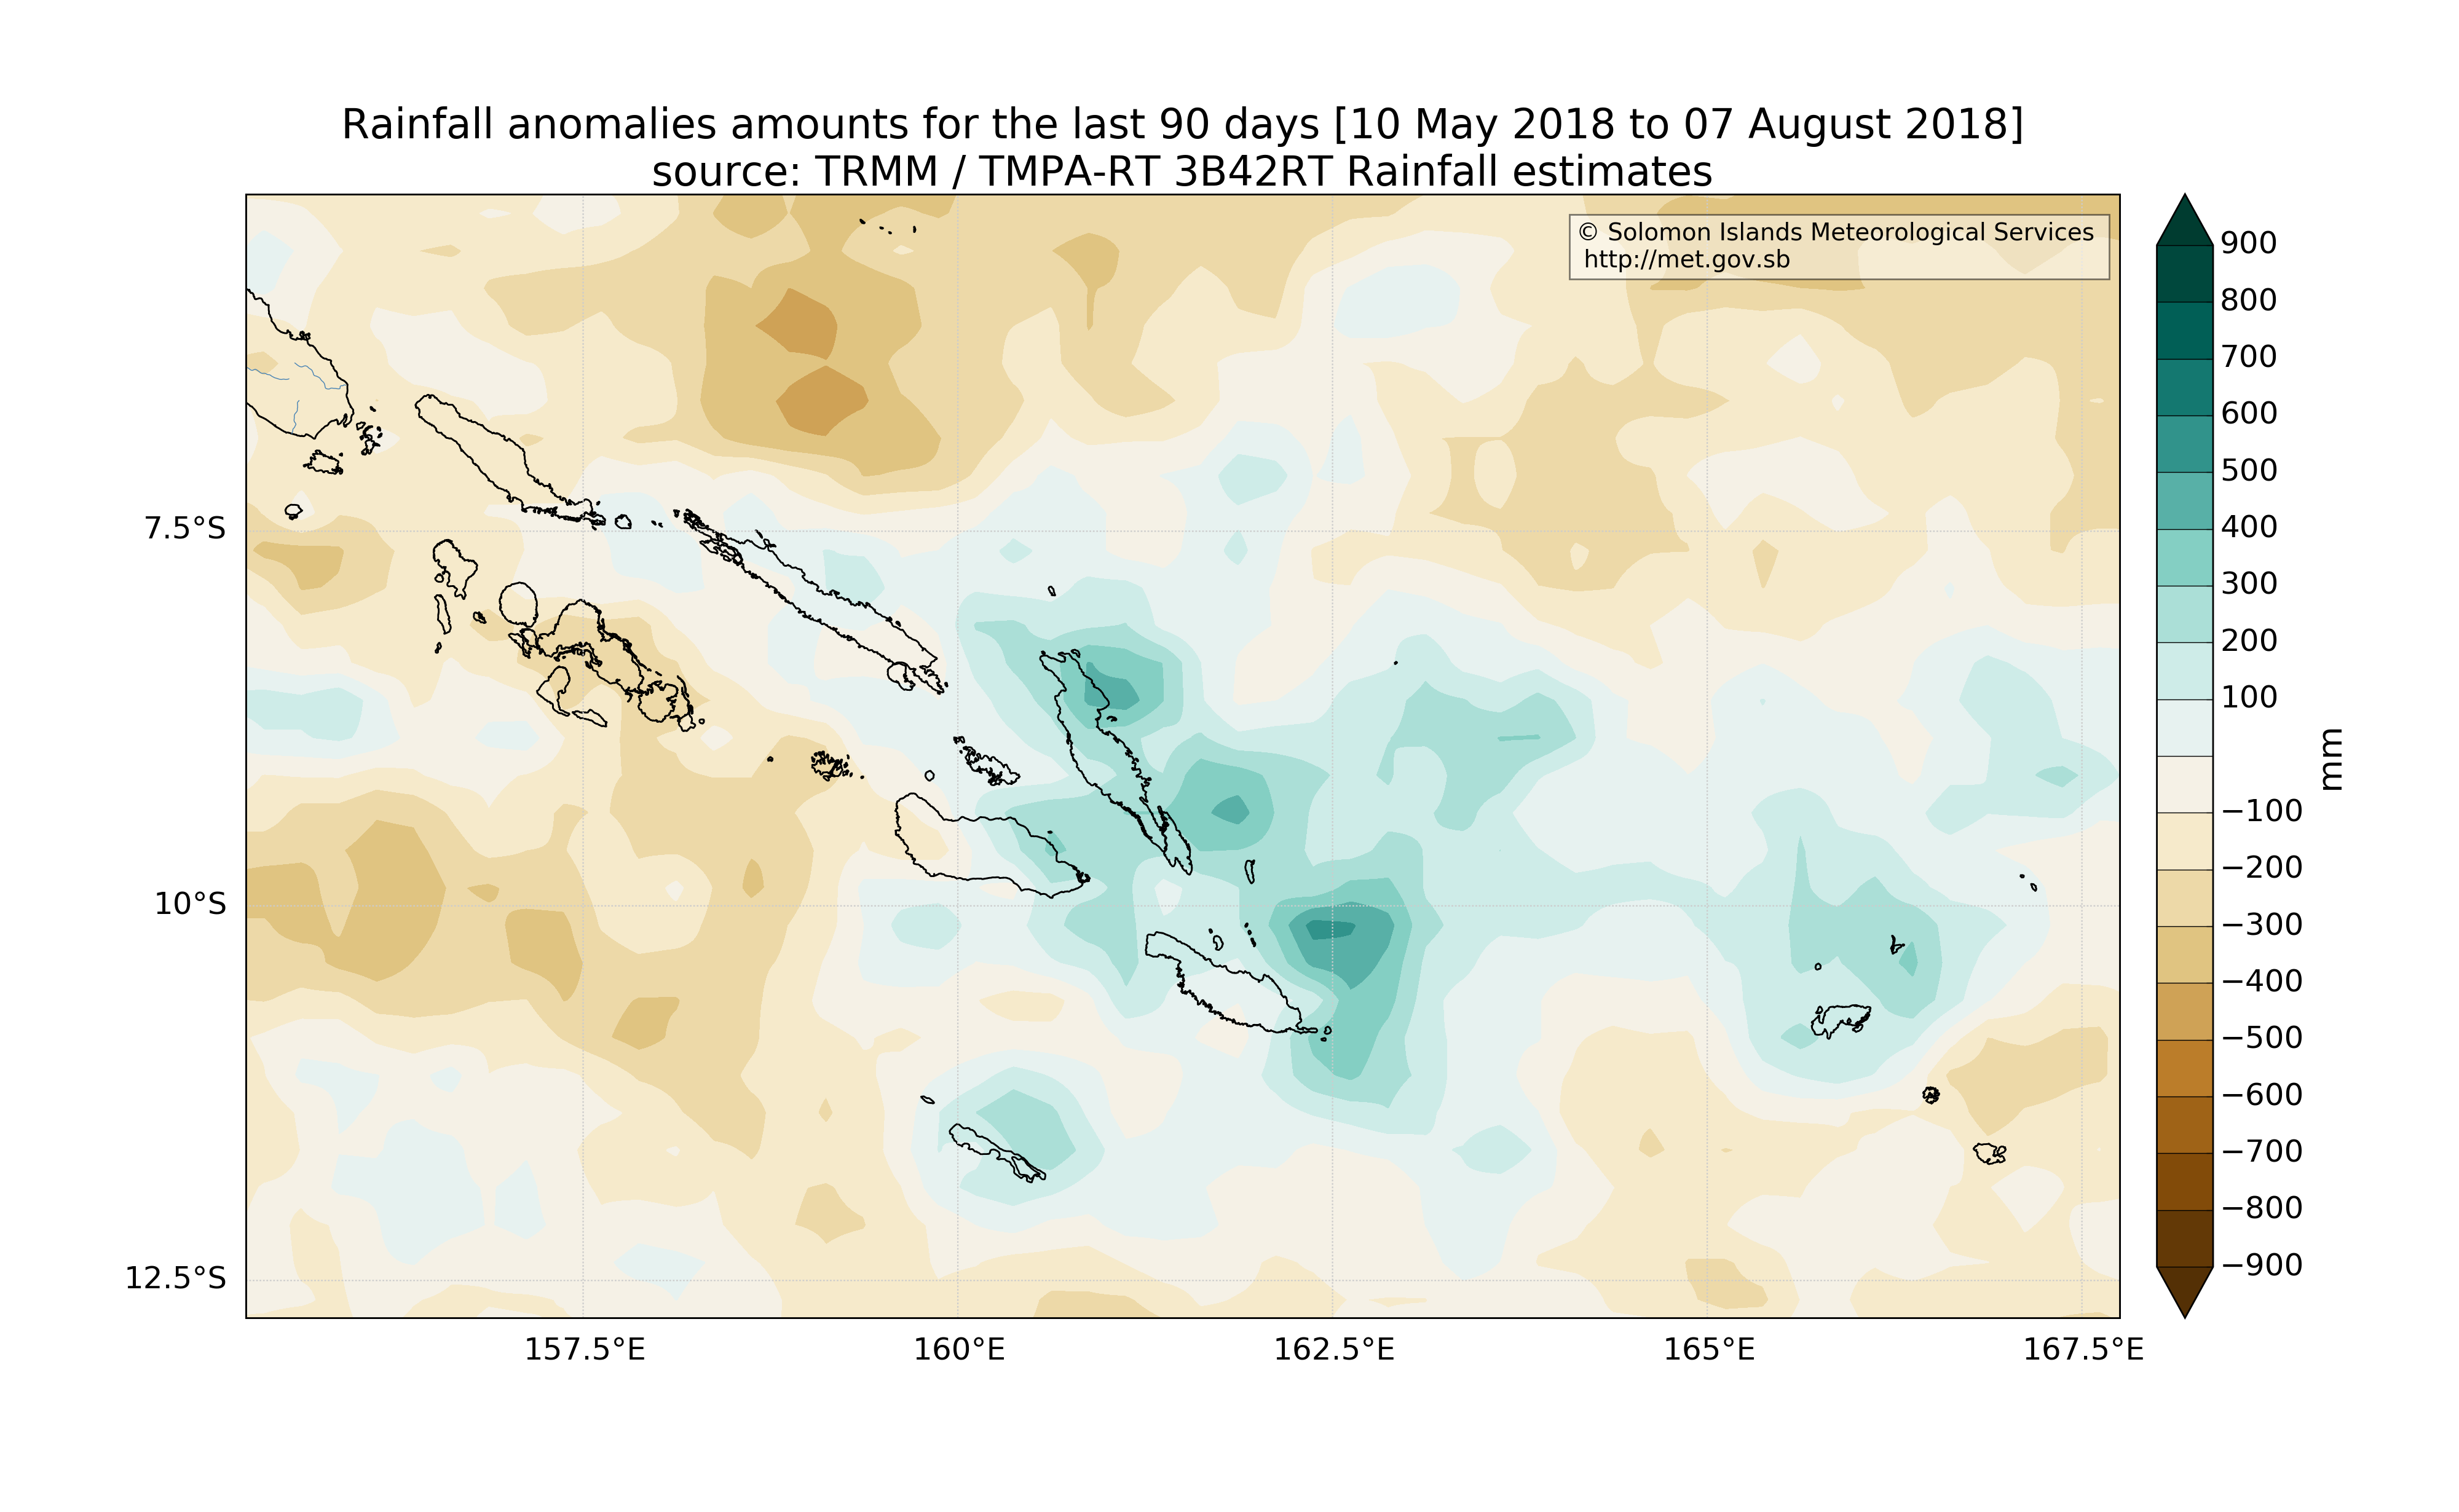 Rainfall anomalies amounts for the last 90 days [10 May 2018 to 07 August 2018]
source: TRMM / TMPA-RT 3B42RT Rainfall estimates
© Solomon Islands Meteorological Services
http://met.gov.sb
7.5°S
10°S
12.5°S
157.5°E
160°E
162.5°E
165°E
167.5°E
900
800
700
600
500
400
300
200
100
−100
−200
−300
−400
−500
−600
−700
−800
−900
mm